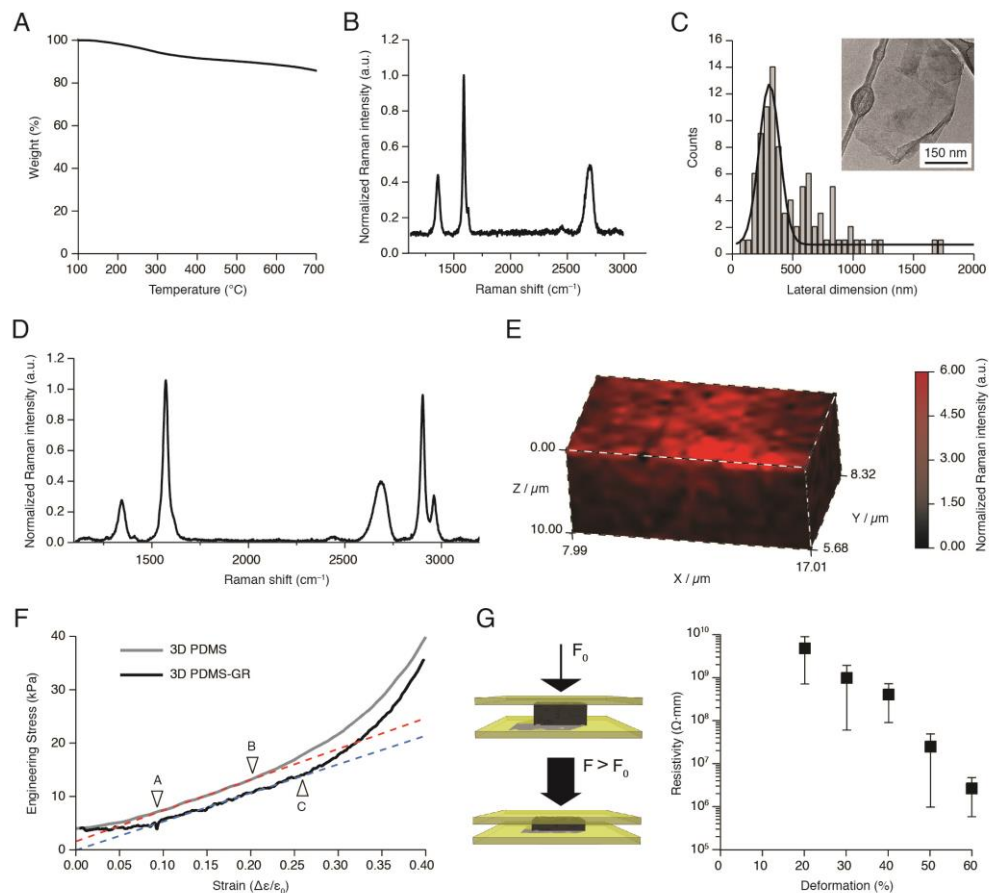 A
100
80
60
40
20
0
Weight (%)
100 200 300 400 500 600 700
Temperature (°C)
B
1.2
1.0
0.8
0.6
0.4
0.2
0.0
Normalized Raman intensity (a.u.)
1500 2000 2500 3000
Raman shift (cm⁻¹)
C
16
14
12
10
8
6
4
2
0
Counts
150 nm
0 500 1000 1500 2000
Lateral dimension (nm)
D
1.2
1.0
0.8
0.6
0.4
0.2
0.0
Normalized Raman intensity (a.u.)
1500 2000 2500 3000
Raman shift (cm⁻¹)
E
0.00
Z / µm
10.00
7.99
X / µm
17.01
5.68
Y / µm
8.32
6.00
4.50
3.00
1.50
0.00
Normalized Raman intensity (a.u.)
F
40
30
20
10
0
Engineering Stress (kPa)
3D PDMS
3D PDMS-GR
A
B
C
0.00 0.05 0.10 0.15 0.20 0.25 0.30 0.35 0.40
Strain (Δε/ε₀)
G
F₀
F > F₀
10¹⁰
10⁹
10⁸
10⁷
10⁶
10⁵
Resistivity (Ω·mm)
0 10 20 30 40 50 60
Deformation (%)